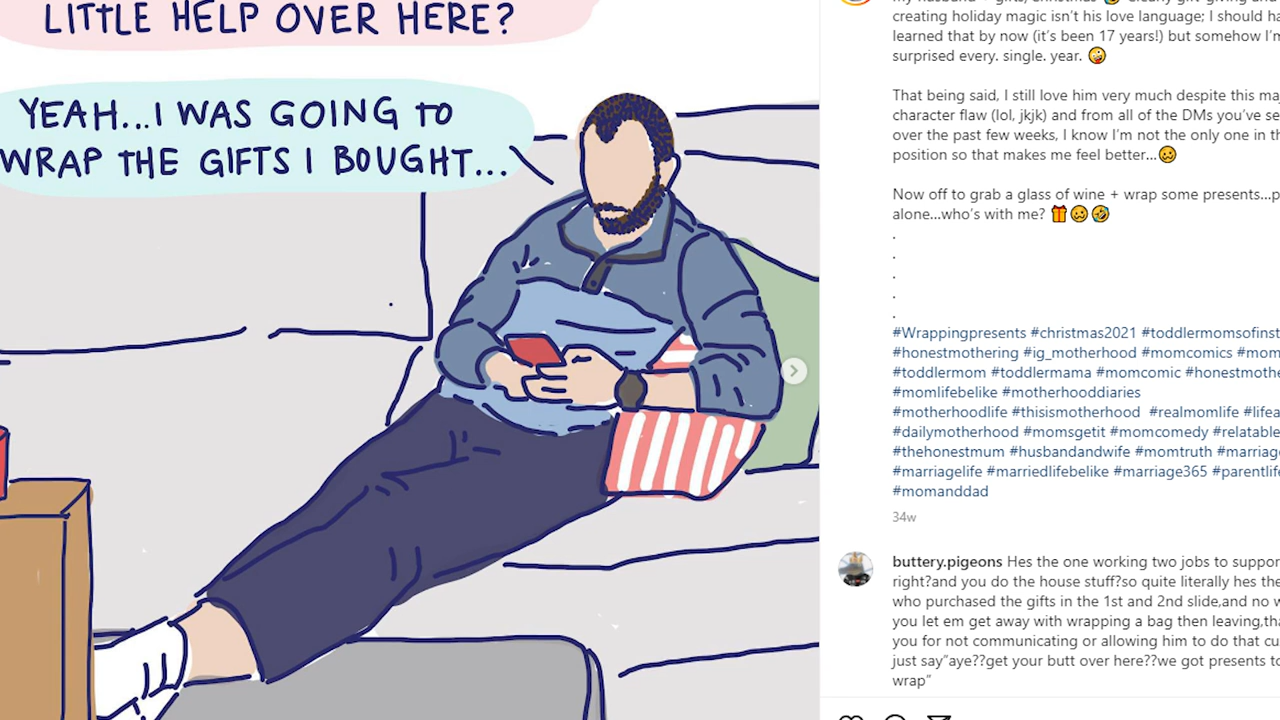 LITTLE HELP OVER HERE?
YEAH...I WAS GOING TO
WRAP THE GIFTS I BOUGHT...
creating holiday magic isn't his love language; I should
learned that by now (it's been 17 years!) but somehow I'm
surprised every. single. year. 🤪
That being said, I still love him very much despite this
character flaw (lol, jkjk) and from all of the DMs you've
over the past few weeks, I know I'm not the only one in
position so that makes me feel better...🥴
Now off to grab a glass of wine + wrap some presents...
alone...who's with me? 🎁🥴🤣
.
.
.
.
.
#Wrappingpresents #christmas2021 #toddlermomsofinst
#honestmothering #ig_motherhood #momcomics #mom
#toddlermom #toddlermama #momcomic #honestmothe
#momlifebelike #motherhooddiaries
#motherhoodlife #thisismotherhood #realmomlife #lifea
#dailymotherhood #momsgetit #momcomedy #relatable
#thehonestmum #husbandandwife #momtruth #marriag
#marriagelife #marriedlifebelike #marriage365 #parentlife
#momanddad
34w
buttery.pigeons Hes the one working two jobs to suppor
right?and you do the house stuff?so quite literally hes the
who purchased the gifts in the 1st and 2nd slide,and no
you let em get away with wrapping a bag then leaving,
you for not communicating or allowing him to do that
just say"aye??get your butt over here??we got presents to
wrap"